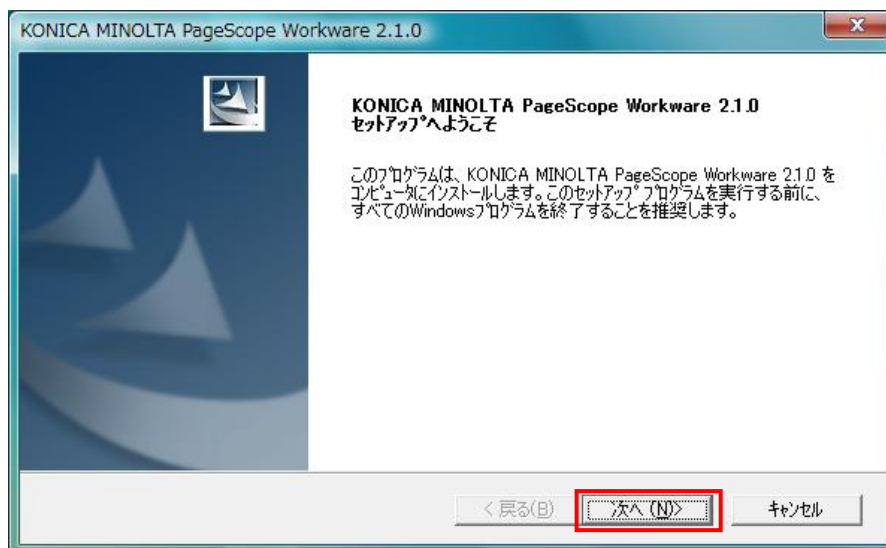 KONICA MINOLTA PageScope Workware 2.1.0
KONICA MINOLTA PageScope Workware 2.1.0
セットアップへようこそ
このプログラムは、KONICA MINOLTA PageScope Workware 2.1.0 を
コンピュータにインストールします。このセットアップ プログラムを実行する前に、
すべてのWindowsプログラムを終了することを推奨します。
< 戻る(B) 次へ (N)> キャンセル